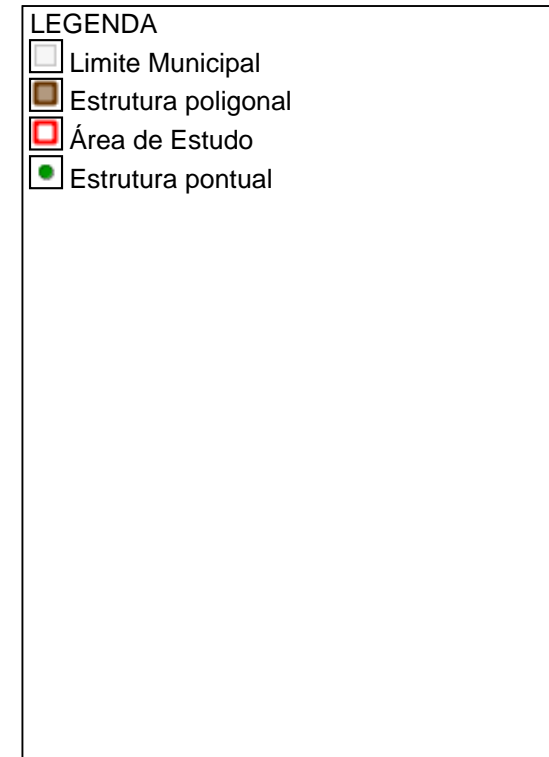 LEGENDA
Limite Municipal
Estrutura poligonal
Área de Estudo
Estrutura pontual